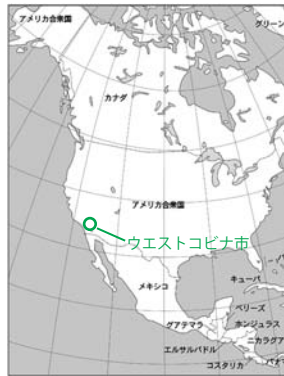 アメリカ合衆国
グリーン
カナダ
アメリカ合衆国
ウエストコビナ市
メキシコ
キューバ
ベリーズ
グアテマラ
ホンジュラス
ニカラグア
エルサルバドル
コスタリカ
パナマ